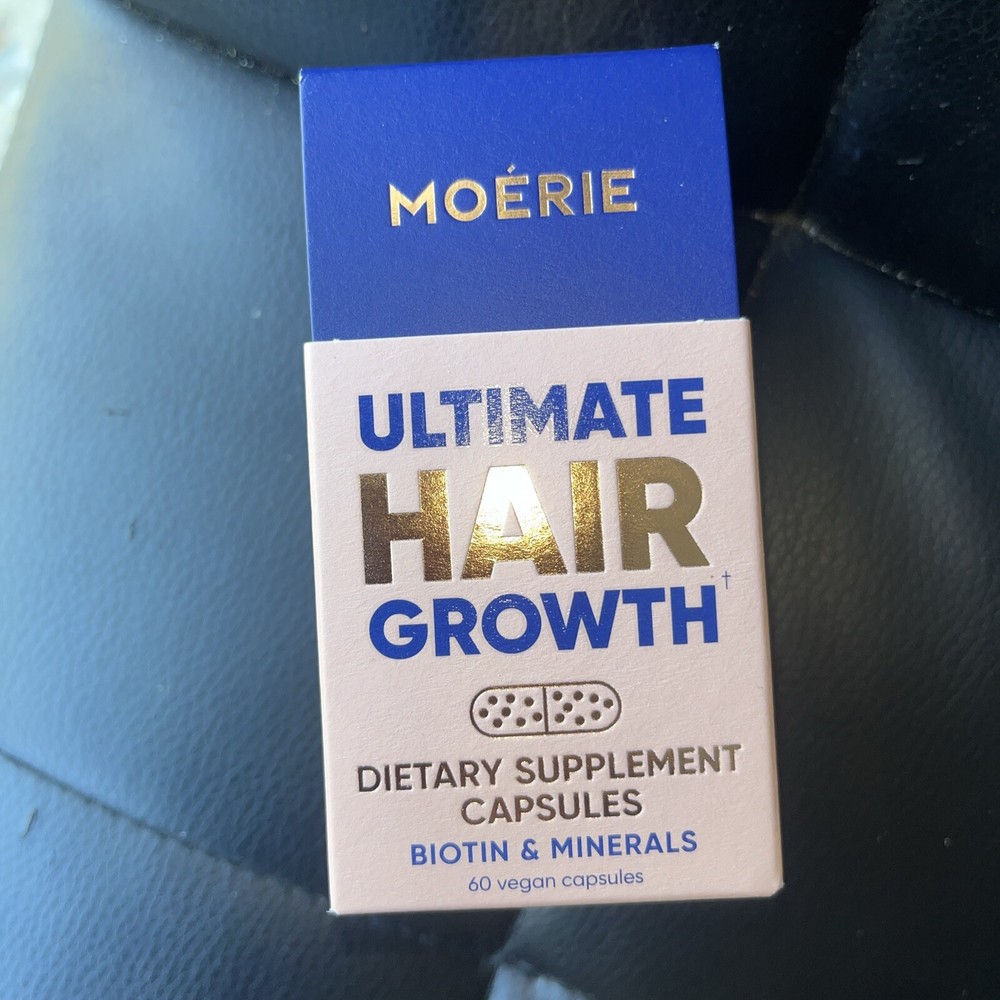 MOÉRIE
ULTIMATE
HAIR
GROWTH†
DIETARY SUPPLEMENT
CAPSULES
BIOTIN & MINERALS
60 vegan capsules